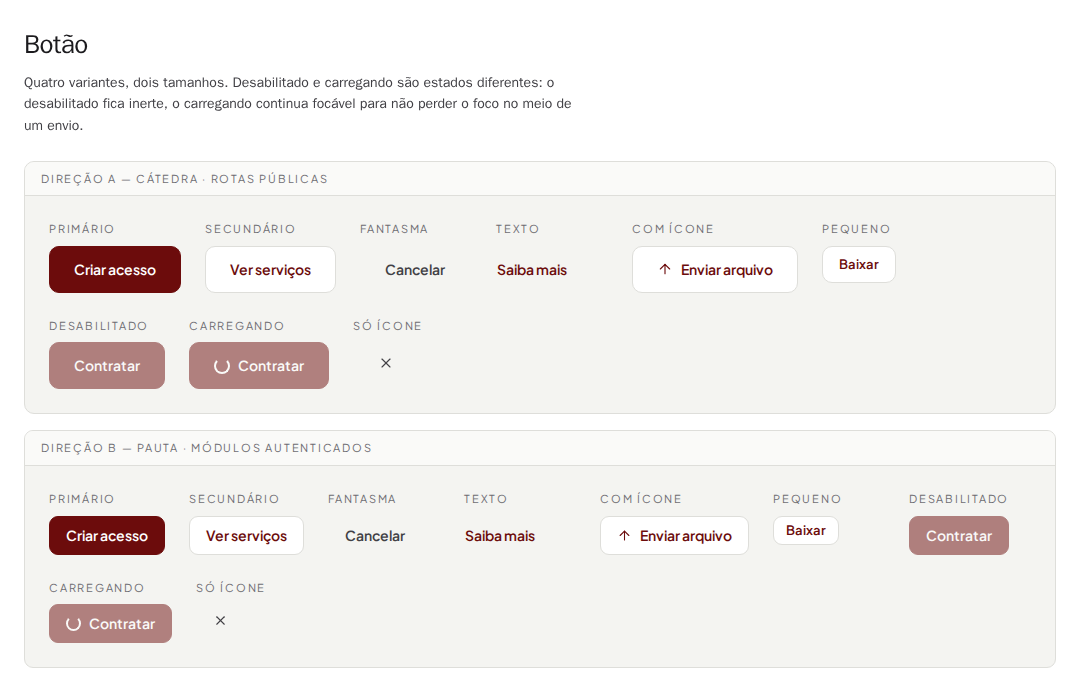 Botão
Quatro variantes, dois tamanhos. Desabilitado e carregando são estados diferentes: o
desabilitado fica inerte, o carregando continua focável para não perder o foco no meio de
um envio.
DIREÇÃO A — CÁTEDRA · ROTAS PÚBLICAS
PRIMÁRIO SECUNDÁRIO FANTASMA TEXTO COM ÍCONE PEQUENO
Criar acesso Ver serviços Cancelar Saiba mais ↑ Enviar arquivo Baixar
DESABILITADO CARREGANDO SÓ ÍCONE
Contratar Contratar ×
DIREÇÃO B — PAUTA · MÓDULOS AUTENTICADOS
PRIMÁRIO SECUNDÁRIO FANTASMA TEXTO COM ÍCONE PEQUENO DESABILITADO
Criar acesso Ver serviços Cancelar Saiba mais ↑ Enviar arquivo Baixar Contratar
CARREGANDO SÓ ÍCONE
Contratar ×